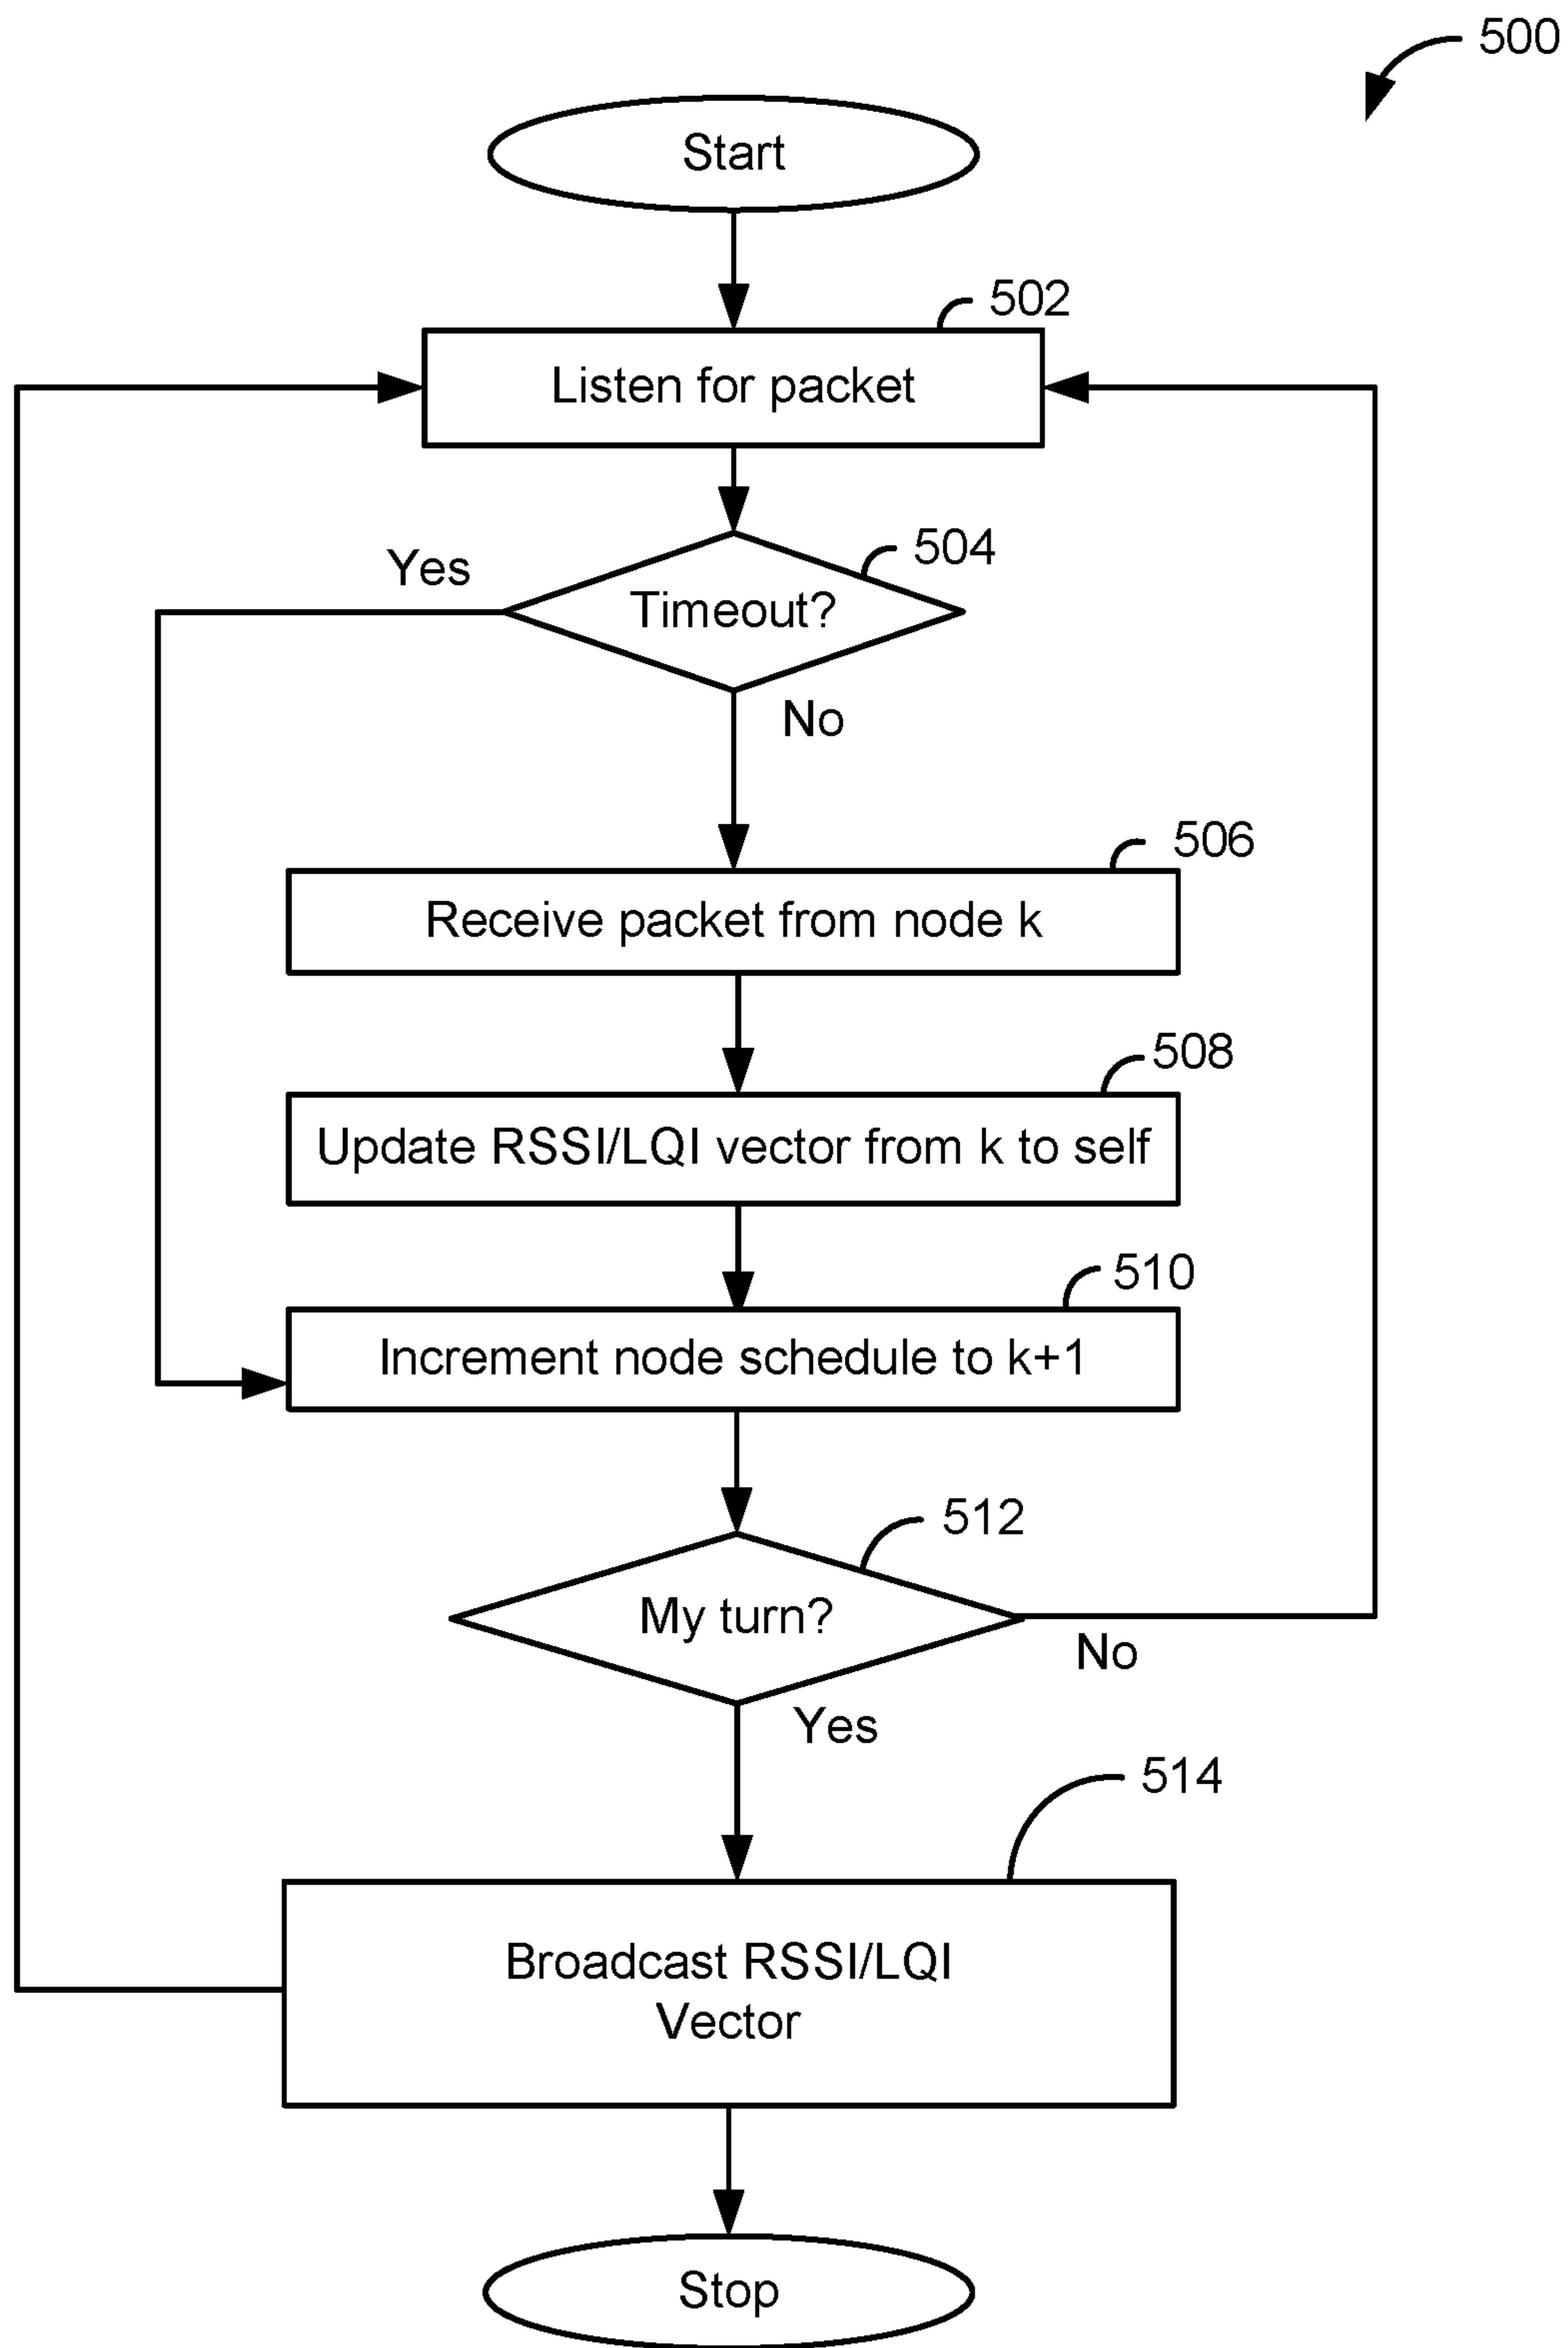 500
Start
502
Listen for packet
504
Yes
Timeout?
No
506
Receive packet from node k
508
Update RSSI/LQI vector from k to self
510
Increment node schedule to k+1
512
My turn?
No
Yes
514
Broadcast RSSI/LQI
Vector
Stop